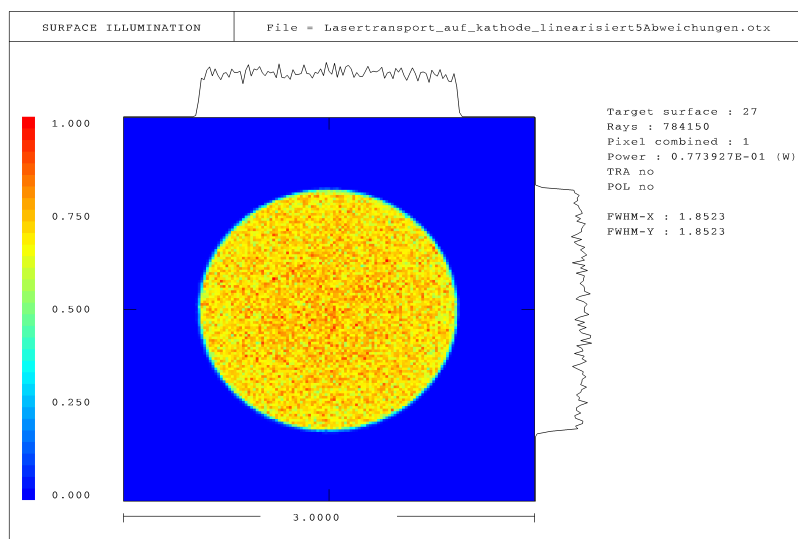 SURFACE ILLUMINATION
File = Lasertransport_auf_kathode_linearisiert5Abweichungen.otx
Target surface : 27
Rays : 784150
Pixel combined : 1
Power : 0.773927E-01 (W)
TRA no
POL no
FWHM-X : 1.8523
FWHM-Y : 1.8523
1.000
0.750
0.500
0.250
0.000
3.0000